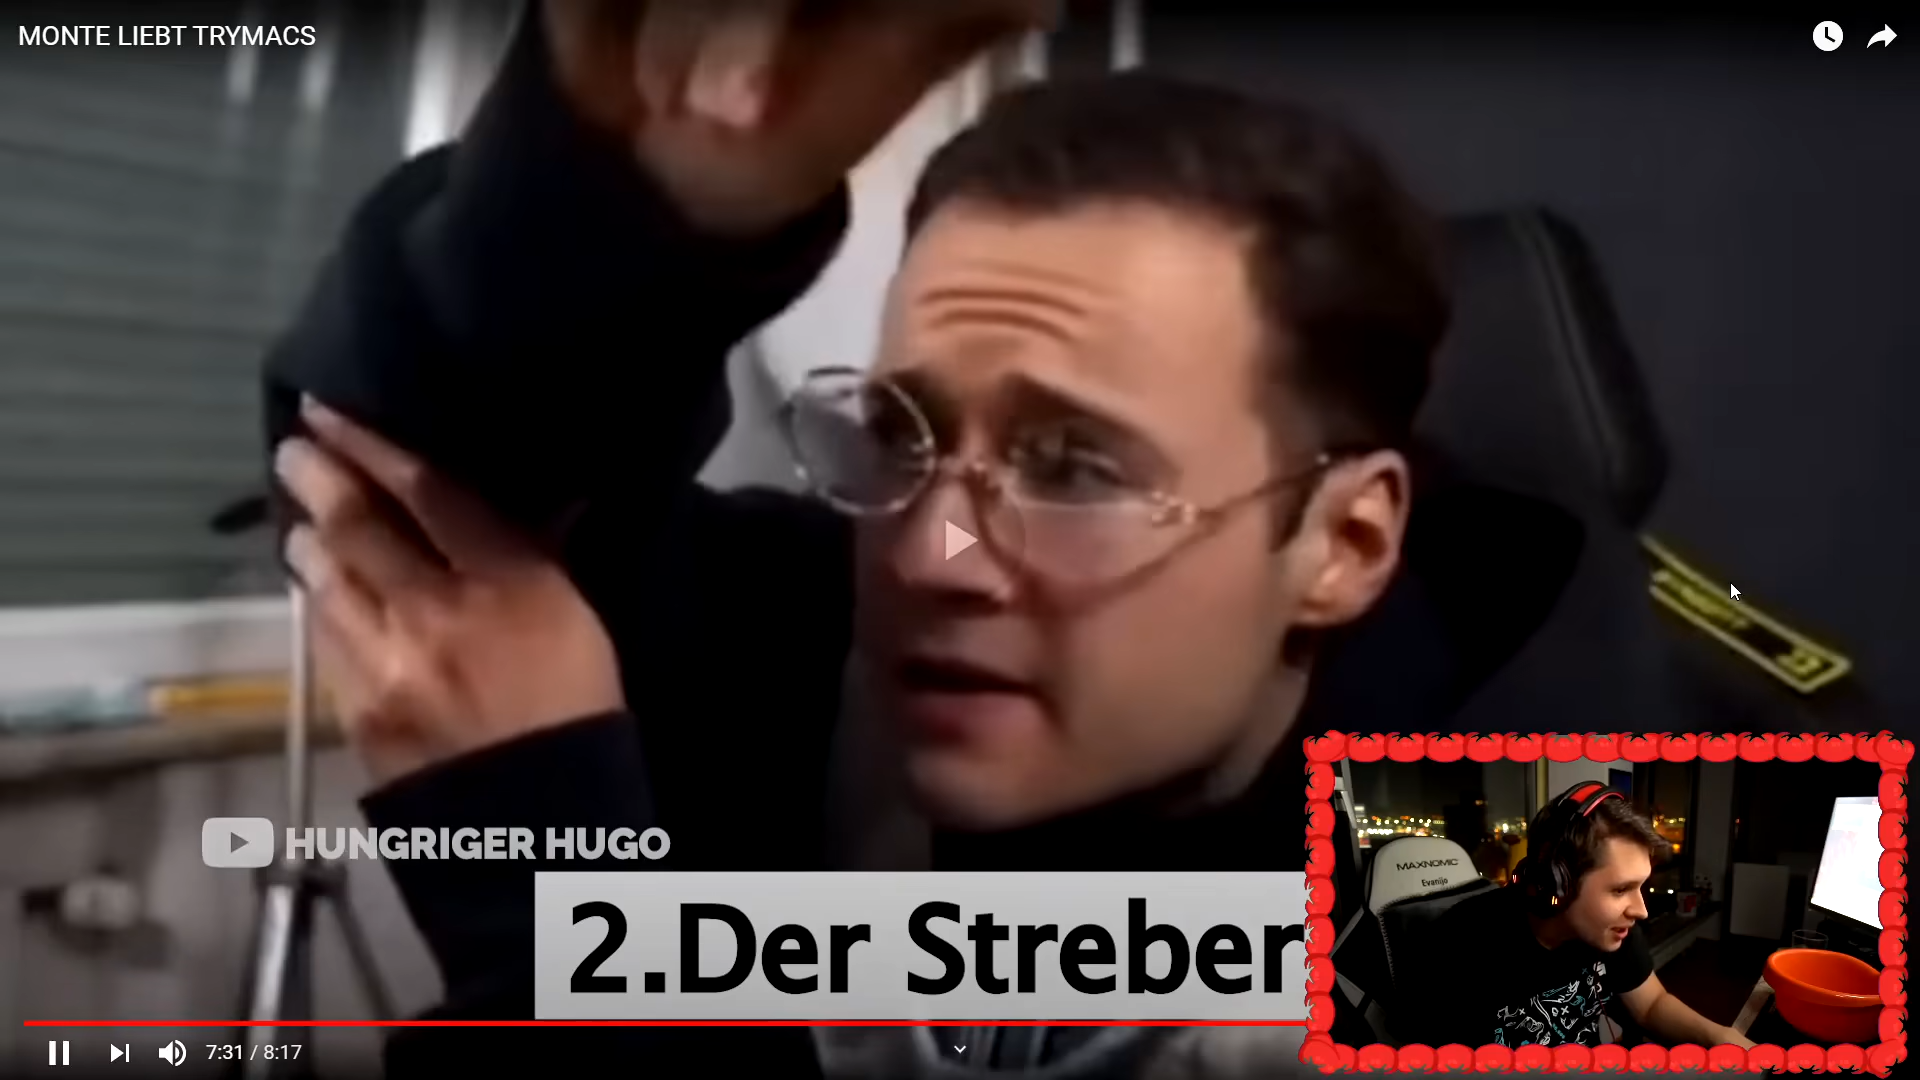 MONTE LIEBT TRYMACS
HUNGRIGER HUGO
MAXNOMIC
Evanijo
2.Der Streber
7:31 / 8:17